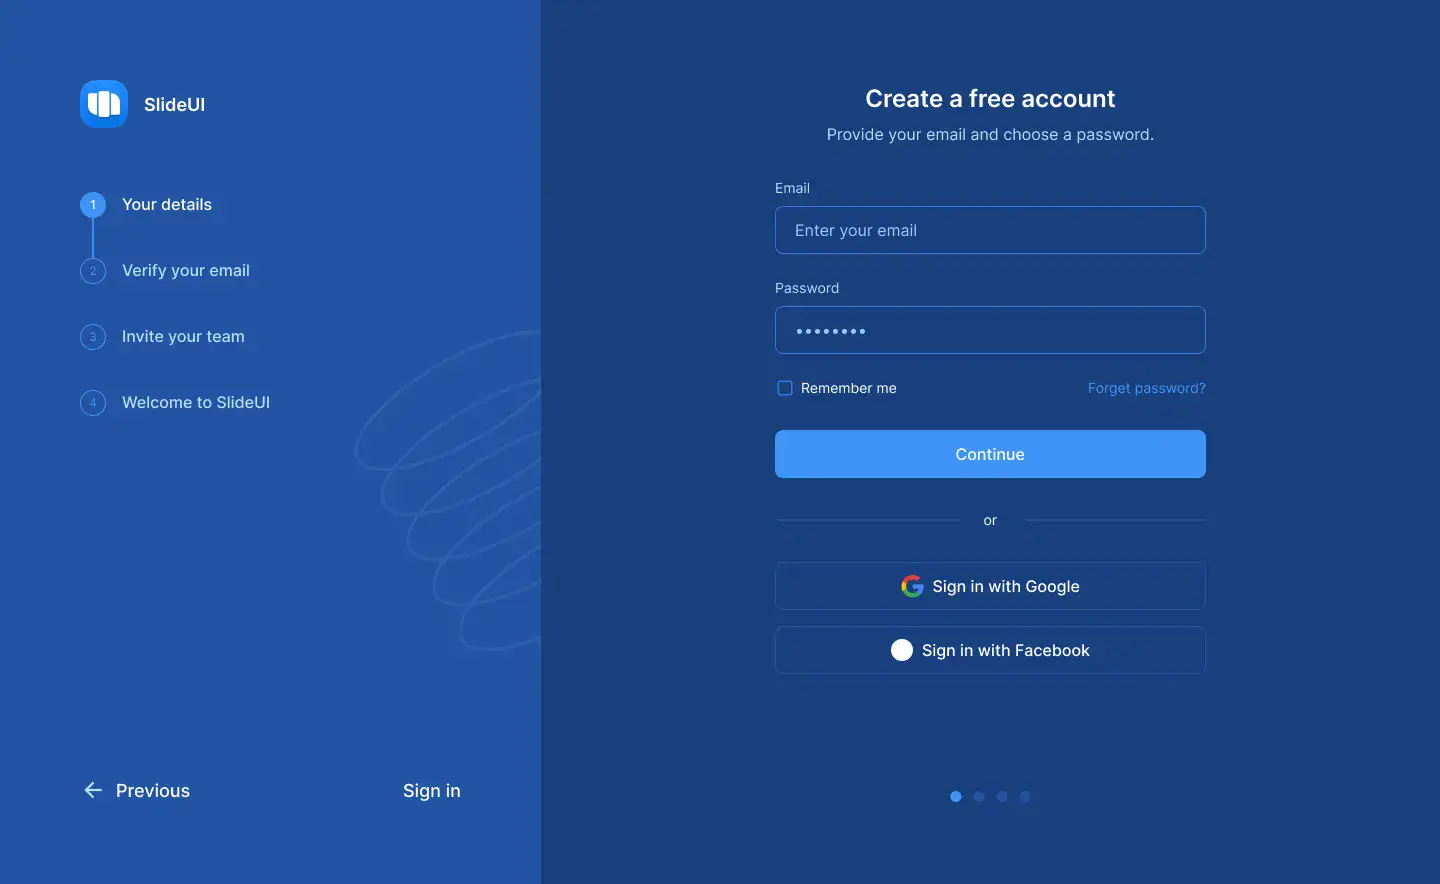 SlideUI
1 Your details
2 Verify your email
3 Invite your team
4 Welcome to SlideUI
Previous
Sign in
Create a free account
Provide your email and choose a password.
Email
Enter your email
Password
Remember me
Forget password?
Continue
or
Sign in with Google
Sign in with Facebook